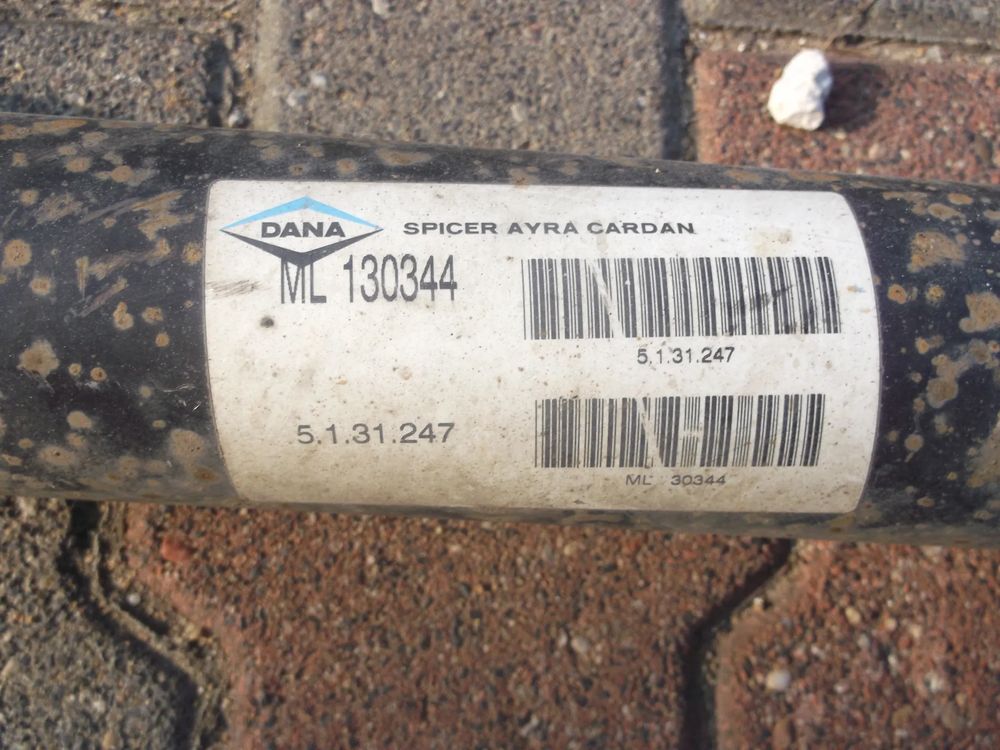 DANA SPICER AYRA CARDAN
ML 130344
5.1.31.247
5.1.31.247
ML 30344